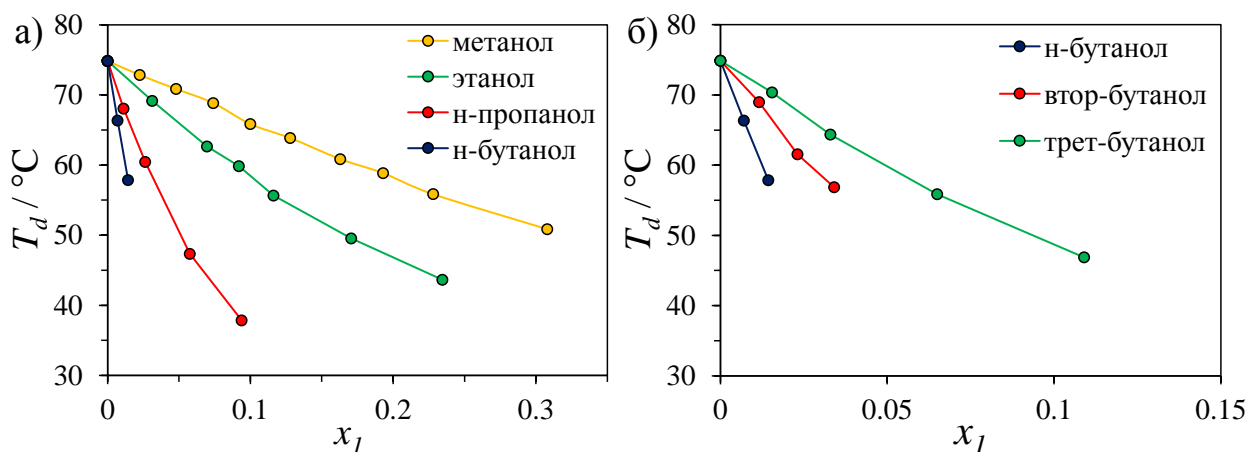 а)
80
70
60
50
40
30
T_d / °C
метанол
этанол
н-пропанол
н-бутанол
0
0.1
0.2
0.3
x_1
б)
80
70
60
50
40
30
T_d / °C
н-бутанол
втор-бутанол
трет-бутанол
0
0.05
0.1
0.15
x_1